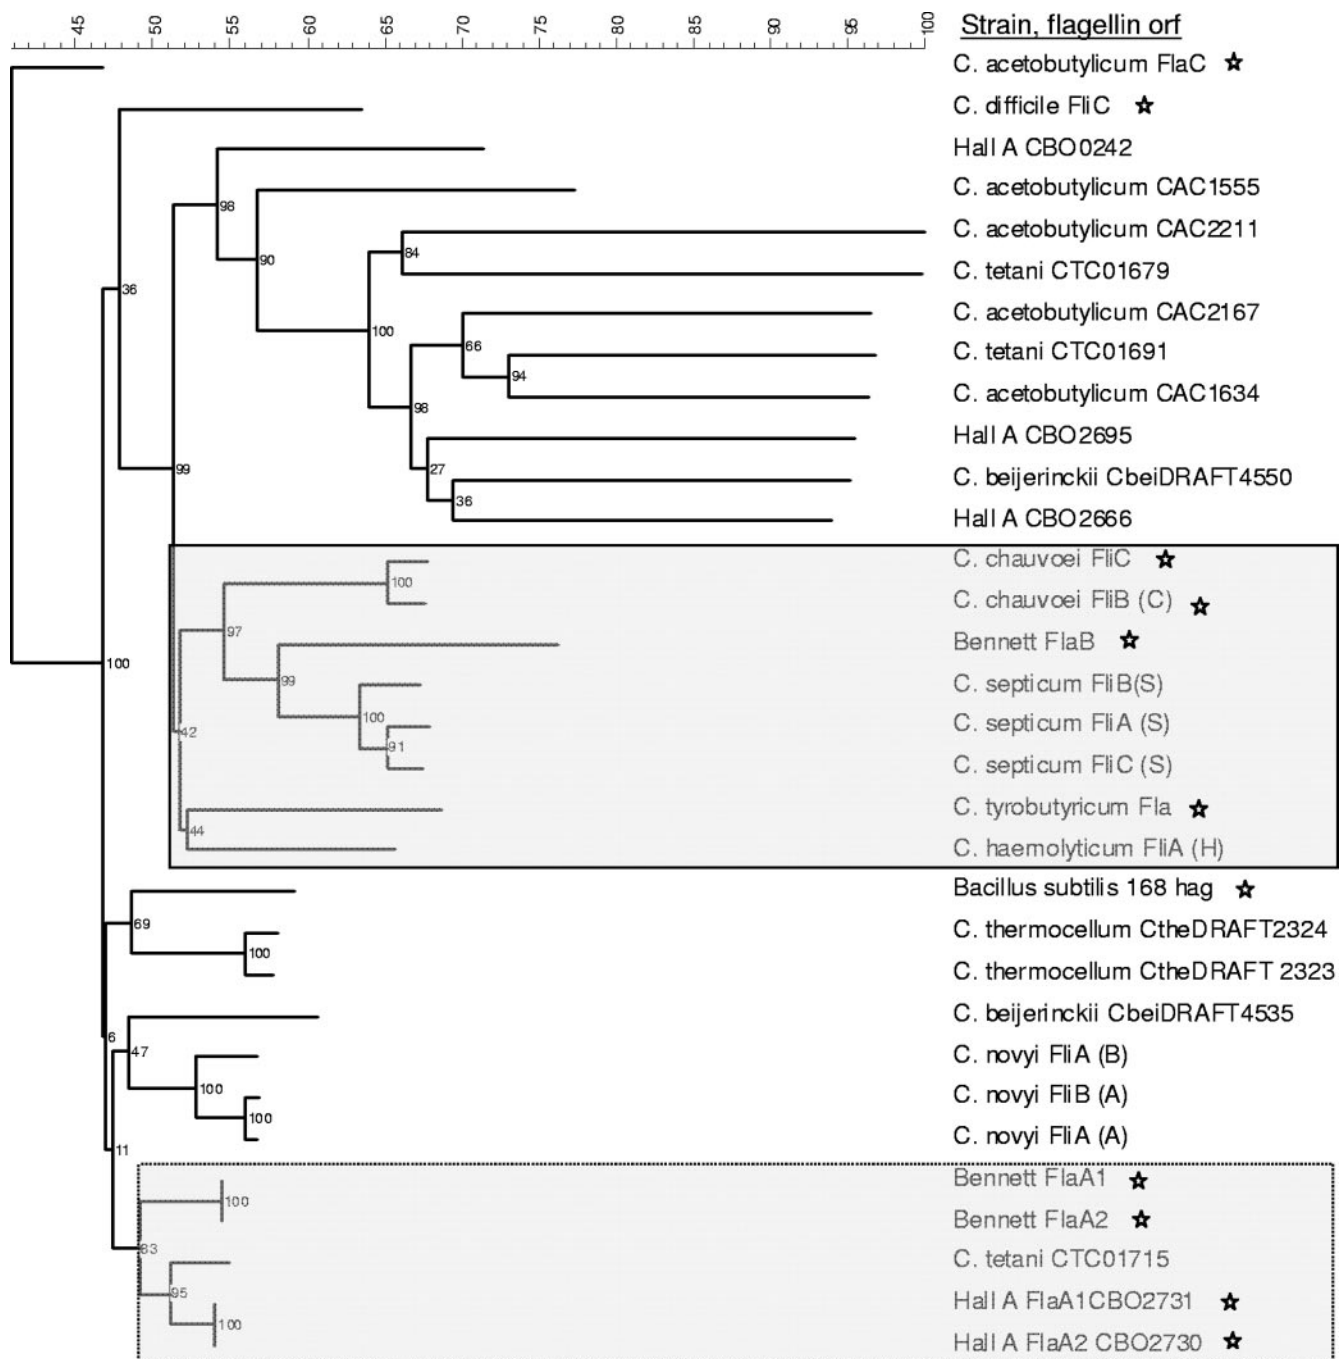 45 50 55 60 65 70 75 80 85 90 95 100
Strain, flagellin orf
C. acetobutylicum FlaC ☆
C. difficile FliC ☆
Hall A CBO0242
98
C. acetobutylicum CAC1555
C. acetobutylicum CAC2211
84
90
C. tetani CTC01679
36
C. acetobutylicum CAC2167
100
66
C. tetani CTC01691
94
C. acetobutylicum CAC1634
98
Hall A CBO2695
99
27
C. beijerinckii CbeiDRAFT4550
36
Hall A CBO2666
C. chauvoei FliC ☆
100
C. chauvoei FliB (C) ☆
97
Bennett FlaB ☆
100
99
C. septicum FliB(S)
100
C. septicum FliA (S)
42
91
C. septicum FliC (S)
C. tyrobutyricum Fla ☆
44
C. haemolyticum FliA (H)
Bacillus subtilis 168 hag ☆
69
C. thermocellum CtheDRAFT2324
100
C. thermocellum CtheDRAFT 2323
C. beijerinckii CbeiDRAFT4535
6
47
C. novyi FliA (B)
100
C. novyi FliB (A)
100
C. novyi FliA (A)
11
Bennett FlaA1 ☆
100
Bennett FlaA2 ☆
83
C. tetani CTC01715
95
Hall A FlaA1CBO2731 ☆
100
Hall A FlaA2 CBO2730 ☆